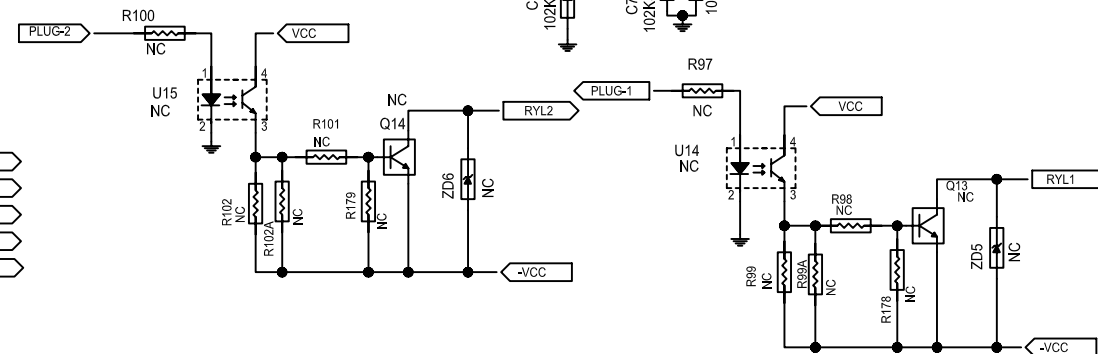 R100
PLUG-2
NC
VCC
C
102K
C7
102K
10
1
4
U15
NC
2
3
R101
NC
NC
Q14
RYL2
R102
NC
R102A
NC
R179
NC
ZD6
NC
-VCC
R97
PLUG-1
NC
VCC
1
4
U14
NC
2
3
R98
NC
Q13
NC
RYL1
R99
NC
R99A
NC
R178
NC
ZD5
NC
-VCC